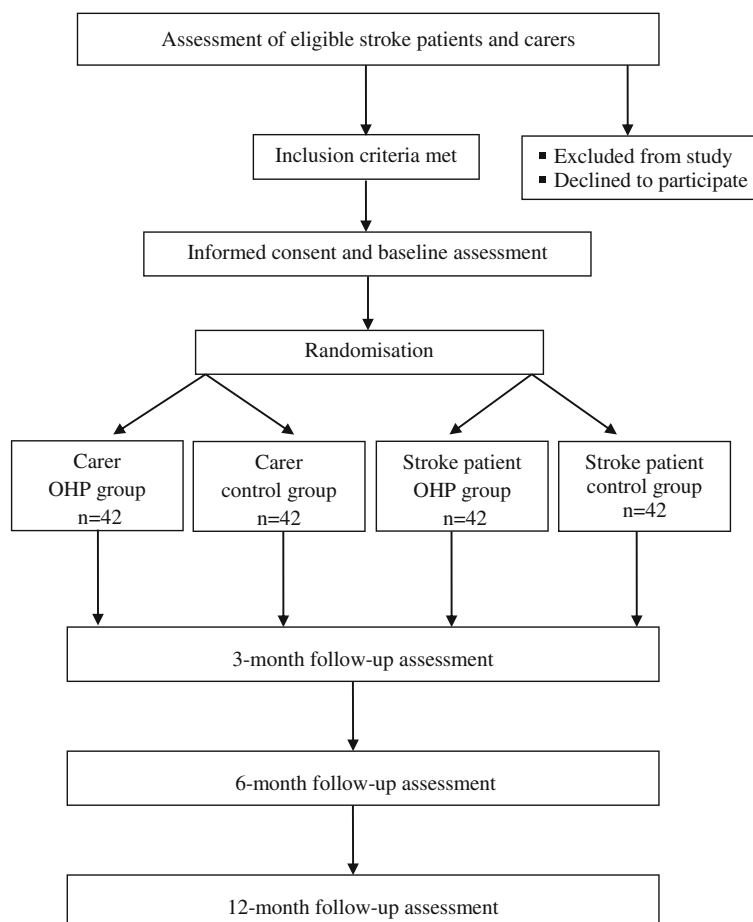 Assessment of eligible stroke patients and carers
Inclusion criteria met
▪ Excluded from study
▪ Declined to participate
Informed consent and baseline assessment
Randomisation
Carer
OHP group
n=42
Carer
control group
n=42
Stroke patient
OHP group
n=42
Stroke patient
control group
n=42
3-month follow-up assessment
6-month follow-up assessment
12-month follow-up assessment